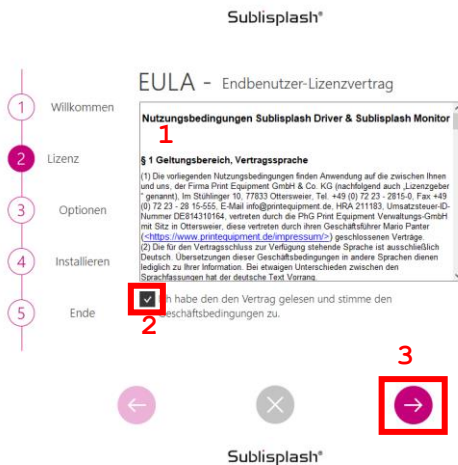 Sublisplash®
EULA - Endbenutzer-Lizenzvertrag
1 Willkommen
2 Lizenz
3 Optionen
4 Installieren
5 Ende
Nutzungsbedingungen Sublisplash Driver & Sublisplash Monitor
1
§ 1 Geltungsbereich, Vertragssprache
(1) Die vorliegenden Nutzungsbedingungen finden Anwendung auf die zwischen Ihnen
und uns, der Firma Print Equipment GmbH & Co. KG (nachfolgend auch „Lizenzgeber
" genannt), Im Stühlinger 10, 77833 Ottersweier, Tel. +49 (0) 72 23 - 2815-0, Fax +49
(0) 72 23 - 28 15-555, E-Mail info@printequipment.de, HRA 211183, Umsatzsteuer-ID-
Nummer DE814310164, vertreten durch die PhG Print Equipment Verwaltungs-GmbH
mit Sitz in Ottersweier, diese vertreten durch ihren Geschäftsführer Mario Panter
(<https://www.printequipment.de/impressum/>) geschlossenen Verträge.
(2) Die für den Vertragsschluss zur Verfügung stehende Sprache ist ausschließlich
Deutsch. Übersetzungen dieser Geschäftsbedingungen in andere Sprachen dienen
lediglich zu Ihrer Information. Bei etwaigen Unterschieden zwischen den
Sprachfassungen hat der deutsche Text Vorrang.
Ich habe den den Vertrag gelesen und stimme den
Geschäftsbedingungen zu.
2
3
Sublisplash®